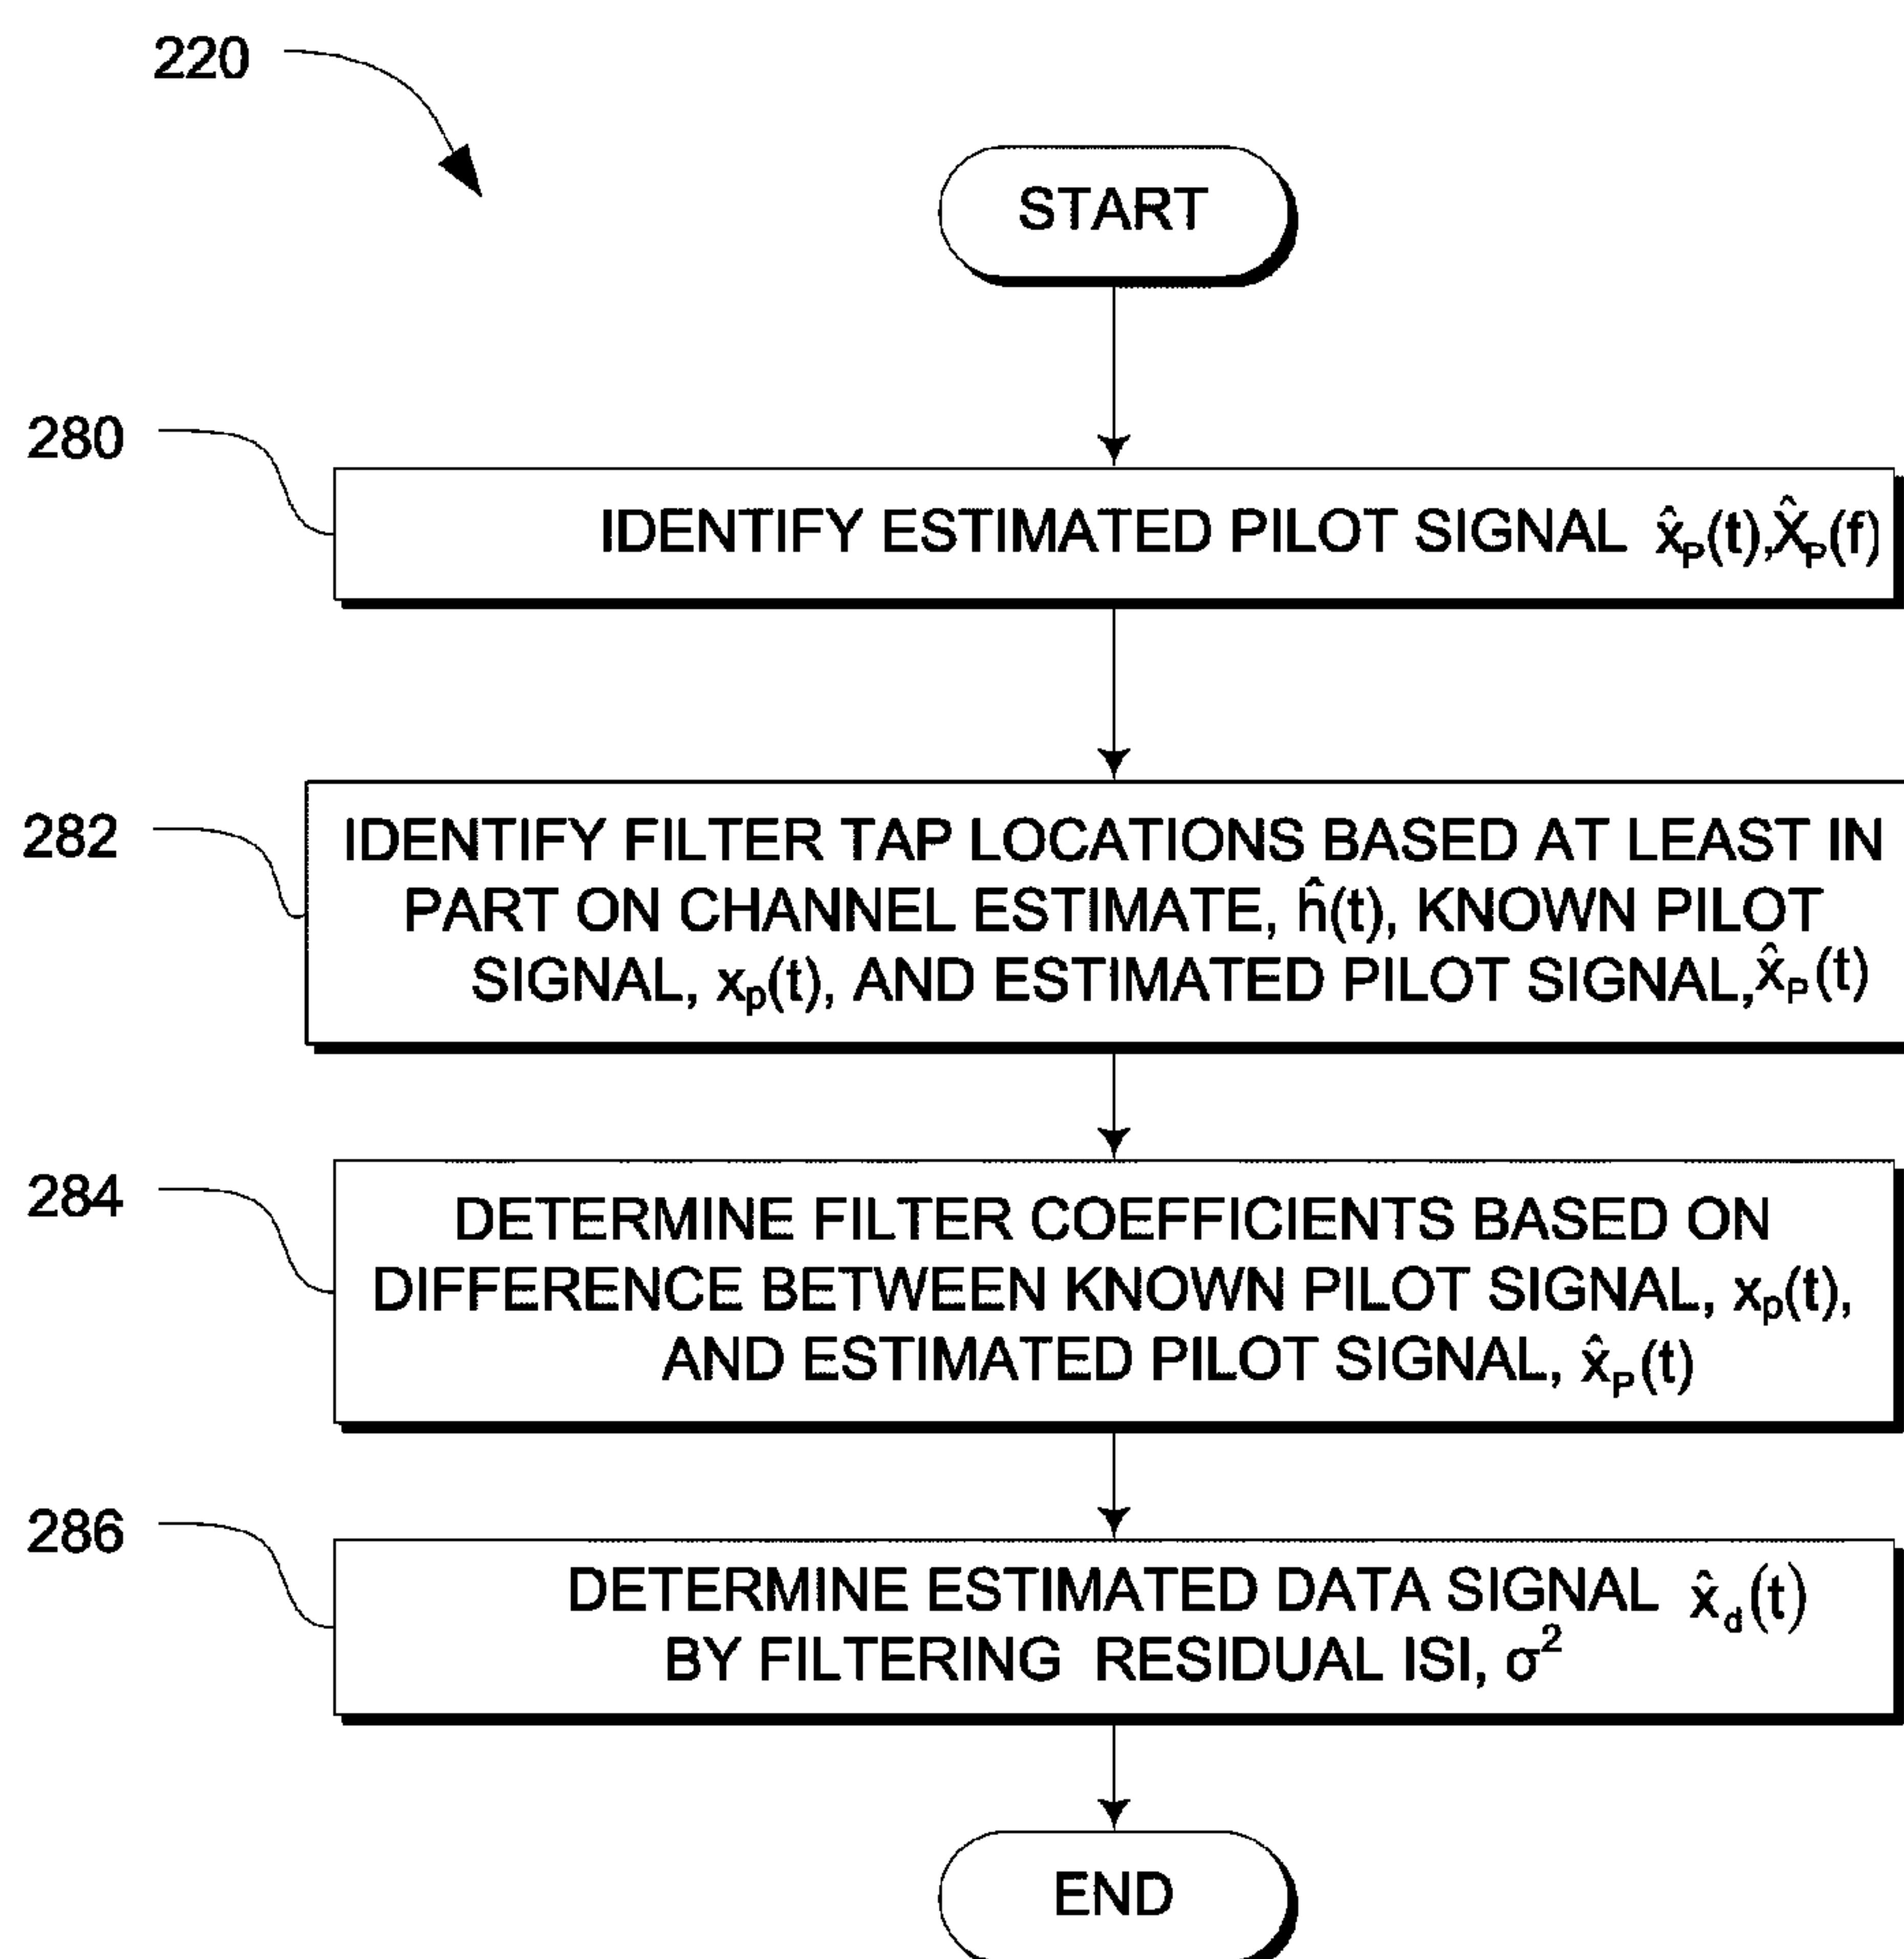 220
START
280
IDENTIFY ESTIMATED PILOT SIGNAL x̂ₚ(t),X̂ₚ(f)
282
IDENTIFY FILTER TAP LOCATIONS BASED AT LEAST IN
PART ON CHANNEL ESTIMATE, ĥ(t), KNOWN PILOT
SIGNAL, xₚ(t), AND ESTIMATED PILOT SIGNAL,x̂ₚ(t)
284
DETERMINE FILTER COEFFICIENTS BASED ON
DIFFERENCE BETWEEN KNOWN PILOT SIGNAL, xₚ(t),
AND ESTIMATED PILOT SIGNAL, x̂ₚ(t)
286
DETERMINE ESTIMATED DATA SIGNAL x̂_d(t)
BY FILTERING RESIDUAL ISI, σ²
END